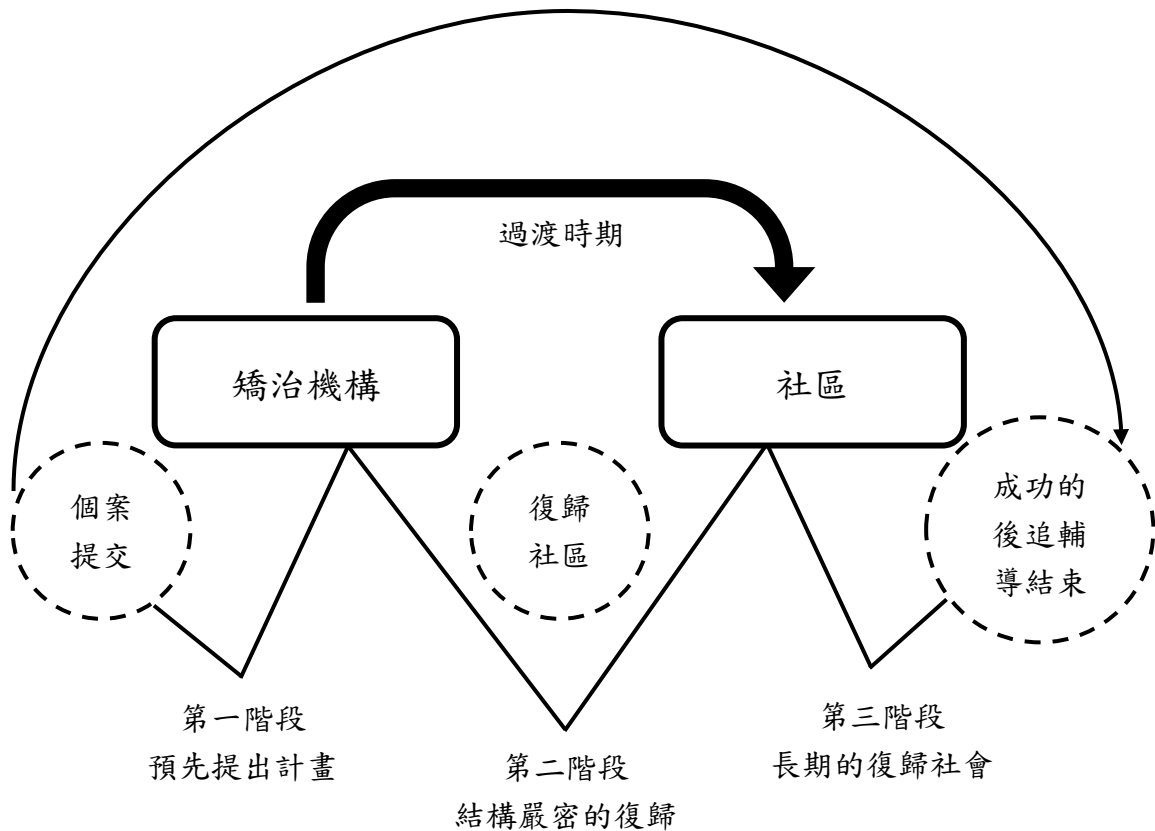 過渡時期
矯治機構
社區
個案
提交
復歸
社區
成功的
後追輔
導結束
第一階段
預先提出計畫
第二階段
結構嚴密的復歸
第三階段
長期的復歸社會